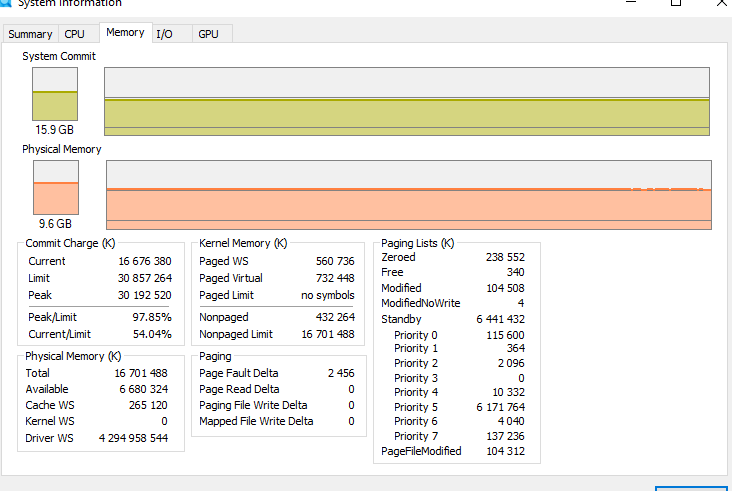 System Information
Summary CPU Memory I/O GPU
System Commit
15.9 GB
Physical Memory
9.6 GB
Commit Charge (K)
Current 16 676 380
Limit 30 857 264
Peak 30 192 520
Peak/Limit 97.85%
Current/Limit 54.04%
Physical Memory (K)
Total 16 701 488
Available 6 680 324
Cache WS 265 120
Kernel WS 0
Driver WS 4 294 958 544
Kernel Memory (K)
Paged WS 560 736
Paged Virtual 732 448
Paged Limit no symbols
Nonpaged 432 264
Nonpaged Limit 16 701 488
Paging
Page Fault Delta 2 456
Page Read Delta 0
Paging File Write Delta 0
Mapped File Write Delta 0
Paging Lists (K)
Zeroed 238 552
Free 340
Modified 104 508
ModifiedNoWrite 4
Standby 6 441 432
Priority 0 115 600
Priority 1 364
Priority 2 2 096
Priority 3 0
Priority 4 10 332
Priority 5 6 171 764
Priority 6 4 040
Priority 7 137 236
PageFileModified 104 312